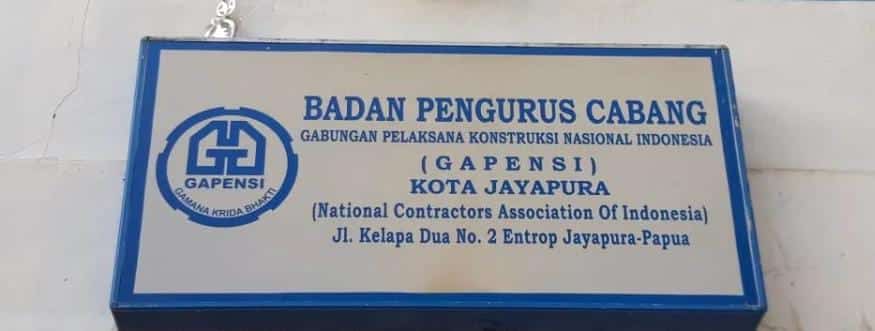 GAPENSI
GAMANA KRIDA BHAKTI
BADAN PENGURUS CABANG
GABUNGAN PELAKSANA KONSTRUKSI NASIONAL INDONESIA
( G A P E N S I )
KOTA JAYAPURA
(National Contractors Association Of Indonesia)
Jl. Kelapa Dua No. 2 Entrop Jayapura-Papua